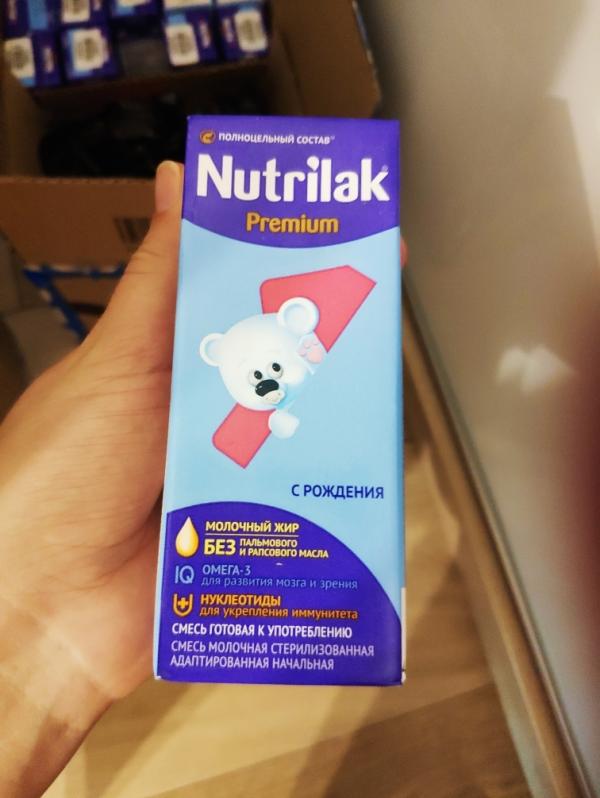 ПОЛНОЦЕЛЬНЫЙ СОСТАВ
Nutrilak
Premium
1
С РОЖДЕНИЯ
МОЛОЧНЫЙ ЖИР
БЕЗ ПАЛЬМОВОГО
И РАПСОВОГО МАСЛА
IQ ОМЕГА-3
для развития мозга и зрения
НУКЛЕОТИДЫ
для укрепления иммунитета
СМЕСЬ ГОТОВАЯ К УПОТРЕБЛЕНИЮ
СМЕСЬ МОЛОЧНАЯ СТЕРИЛИЗОВАННАЯ
АДАПТИРОВАННАЯ НАЧАЛЬНАЯ